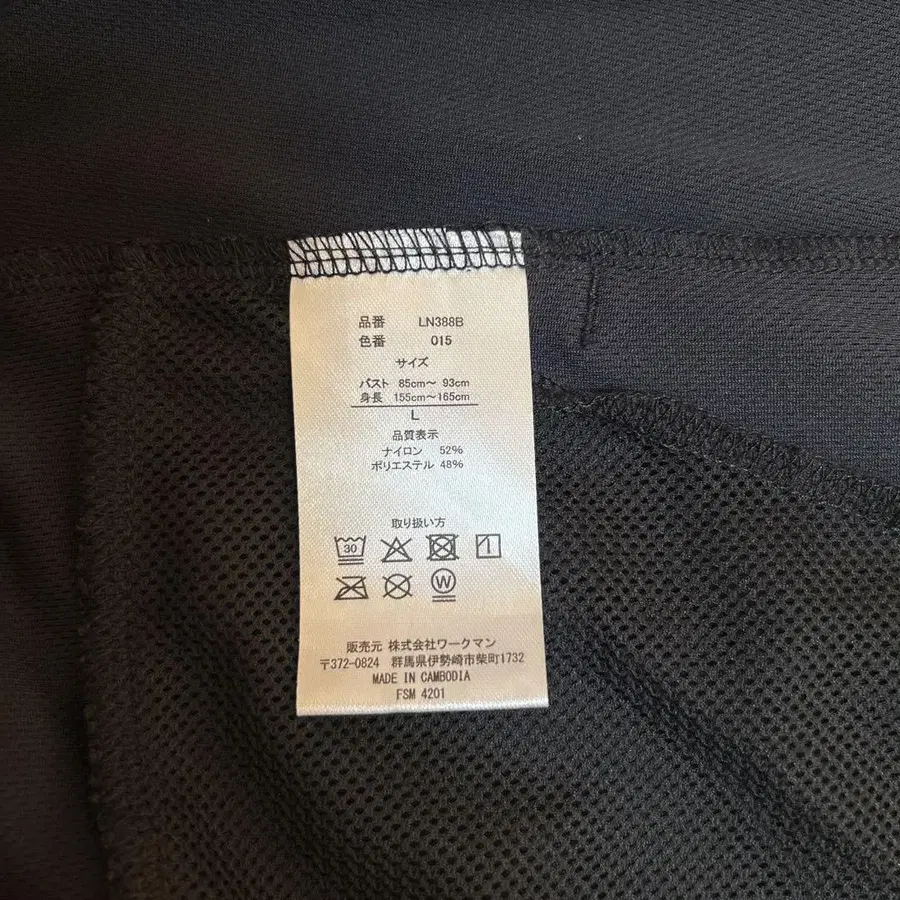 品番 LN388B
色番 015
サイズ
バスト 85cm～ 93cm
身長 155cm～165cm
L
品質表示
ナイロン 52%
ポリエステル 48%
取り扱い方
30
W
販売元 株式会社ワークマン
〒372-0824 群馬県伊勢崎市柴町1732
MADE IN CAMBODIA
FSM 4201